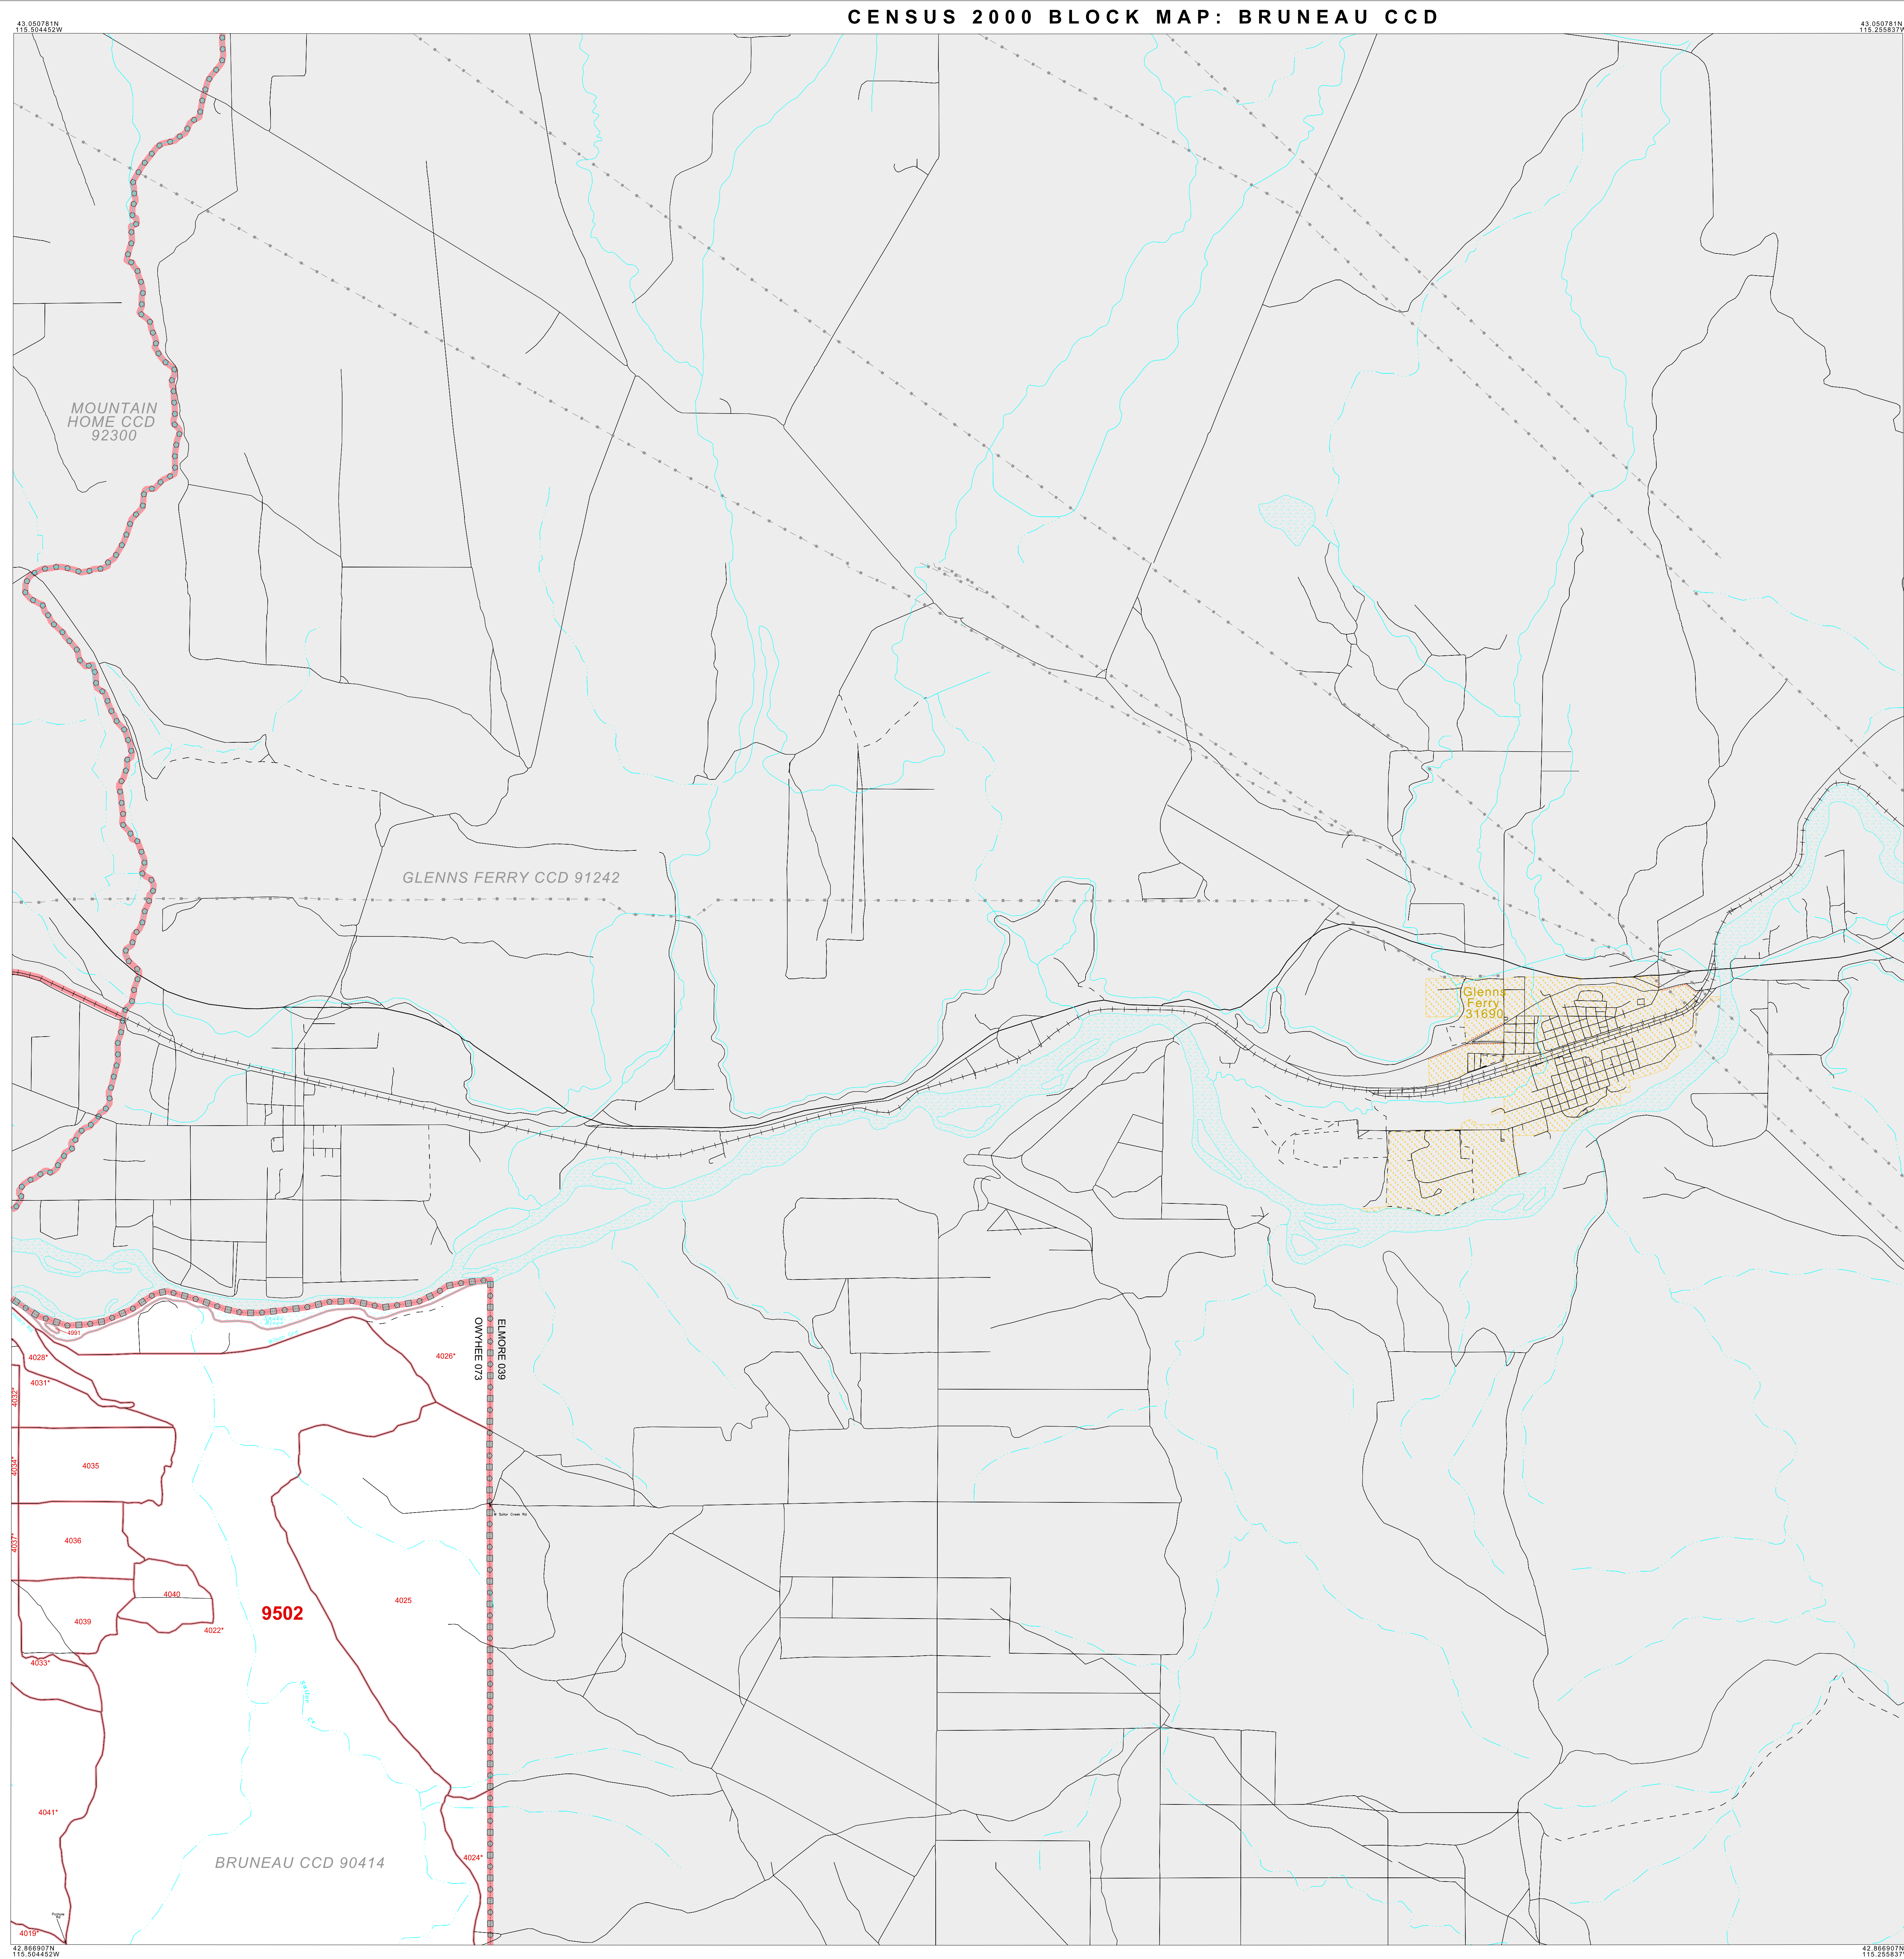 CENSUS 2000 BLOCK MAP: BRUNEAU CCD
43.050781N
115.504452W
43.050781N
115.255837W
MOUNTAIN
HOME CCD
92300
GLENNS FERRY CCD 91242
Glenns
Ferry
31690
ELMORE 039
OWYHEE 073
4991
4028*
4026*
4031*
4032*
4034*
4035
4037*
4036
4040
4025
9502
4039
4022*
4033*
4041*
BRUNEAU CCD 90414
4024*
4019*
42.866907N
115.504452W
42.866907N
115.255837